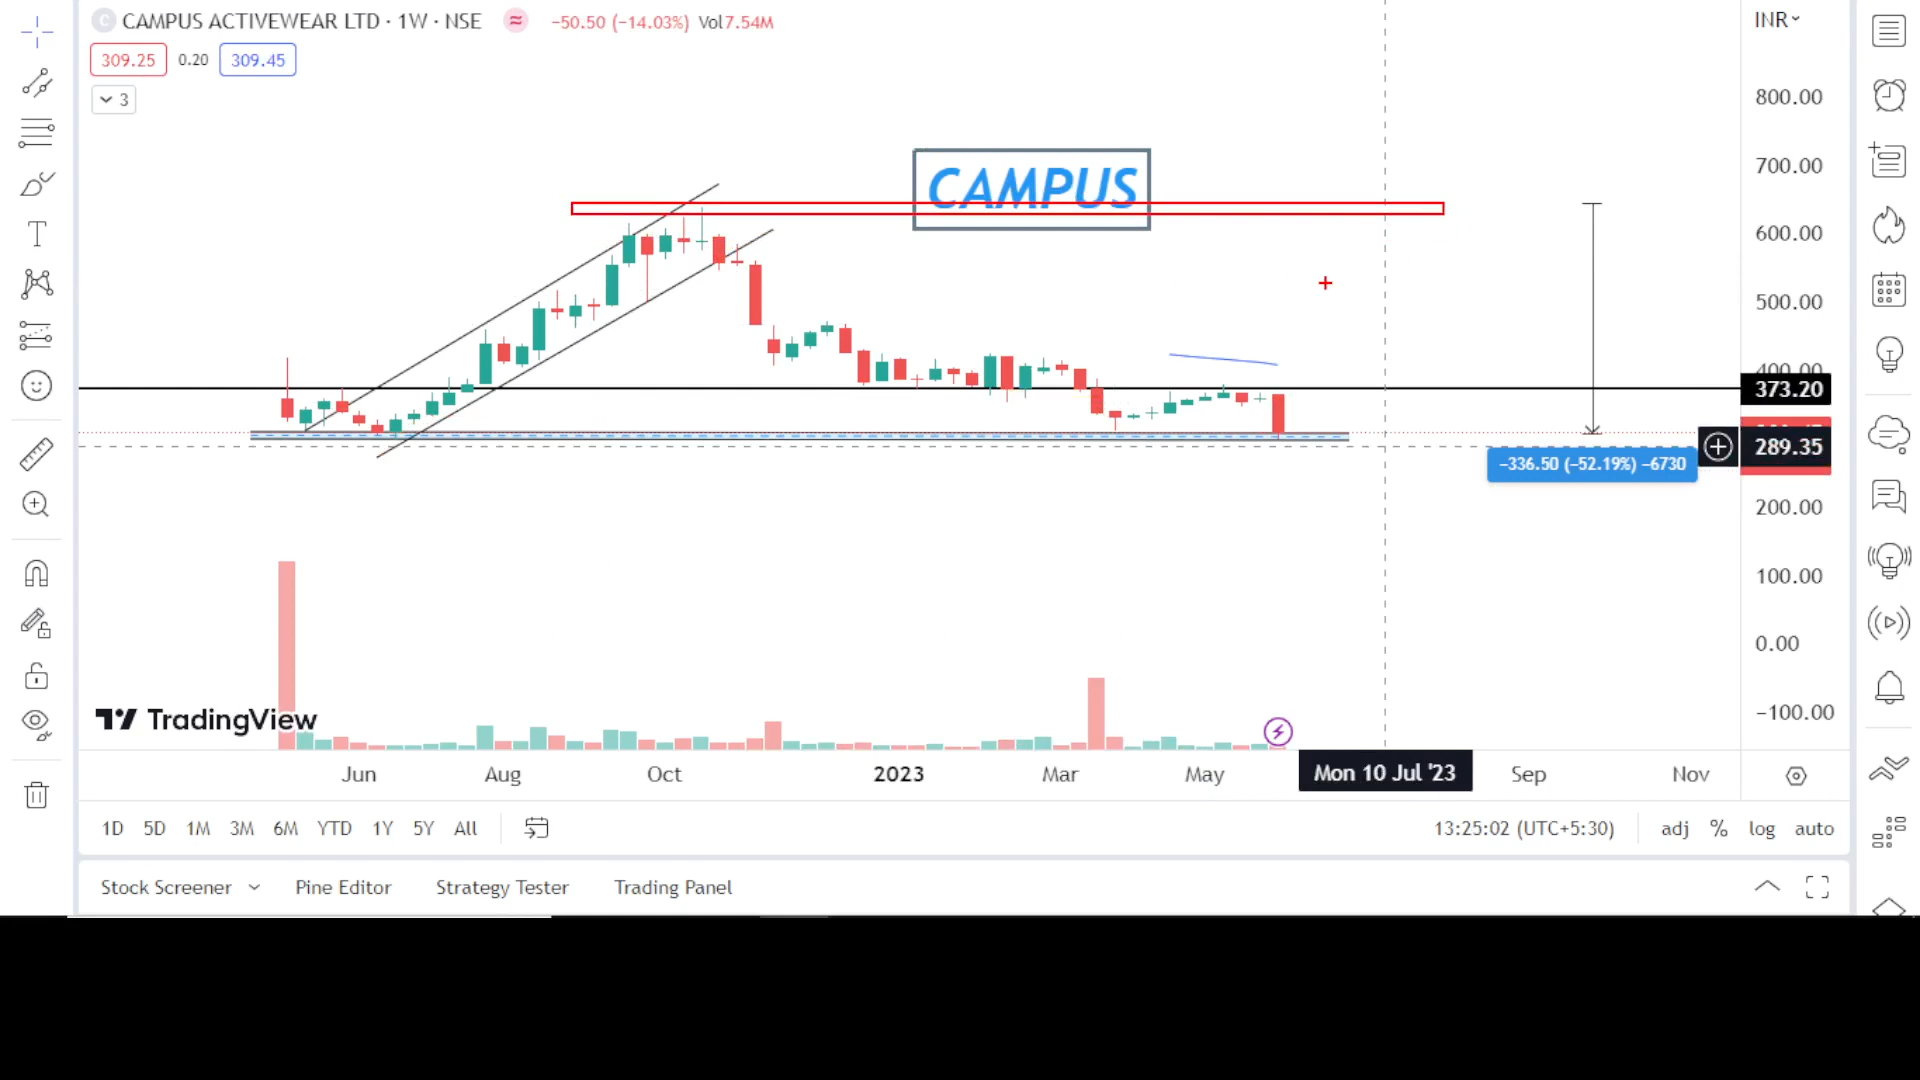 CAMPUS ACTIVEWEAR LTD · 1W · NSE ≈ −50.50 (−14.03%) Vol7.54M
INR
309.25 0.20 309.45
3
800.00
700.00
CAMPUS
600.00
500.00
400.00
373.20
289.35
−336.50 (−52.19%) −6730
200.00
100.00
0.00
−100.00
TradingView
Jun Aug Oct 2023 Mar May Mon 10 Jul '23 Sep Nov
1D 5D 1M 3M 6M YTD 1Y 5Y All 13:25:02 (UTC+5:30) adj % log auto
Stock Screener Pine Editor Strategy Tester Trading Panel